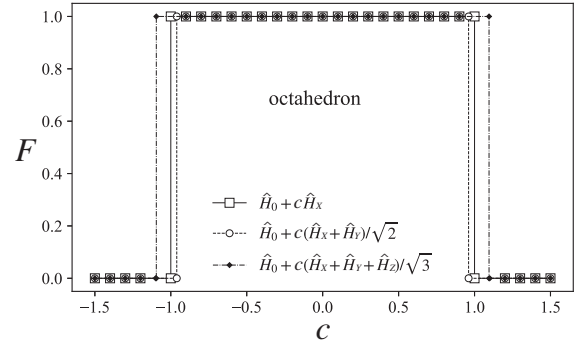 1.0
0.8
0.6
0.4
0.2
0.0
F
octahedron
Ĥ₀ + cĤ_X
Ĥ₀ + c(Ĥ_X + Ĥ_Y)/√2
Ĥ₀ + c(Ĥ_X + Ĥ_Y + Ĥ_Z)/√3
−1.5 −1.0 −0.5 0.0 0.5 1.0 1.5
c